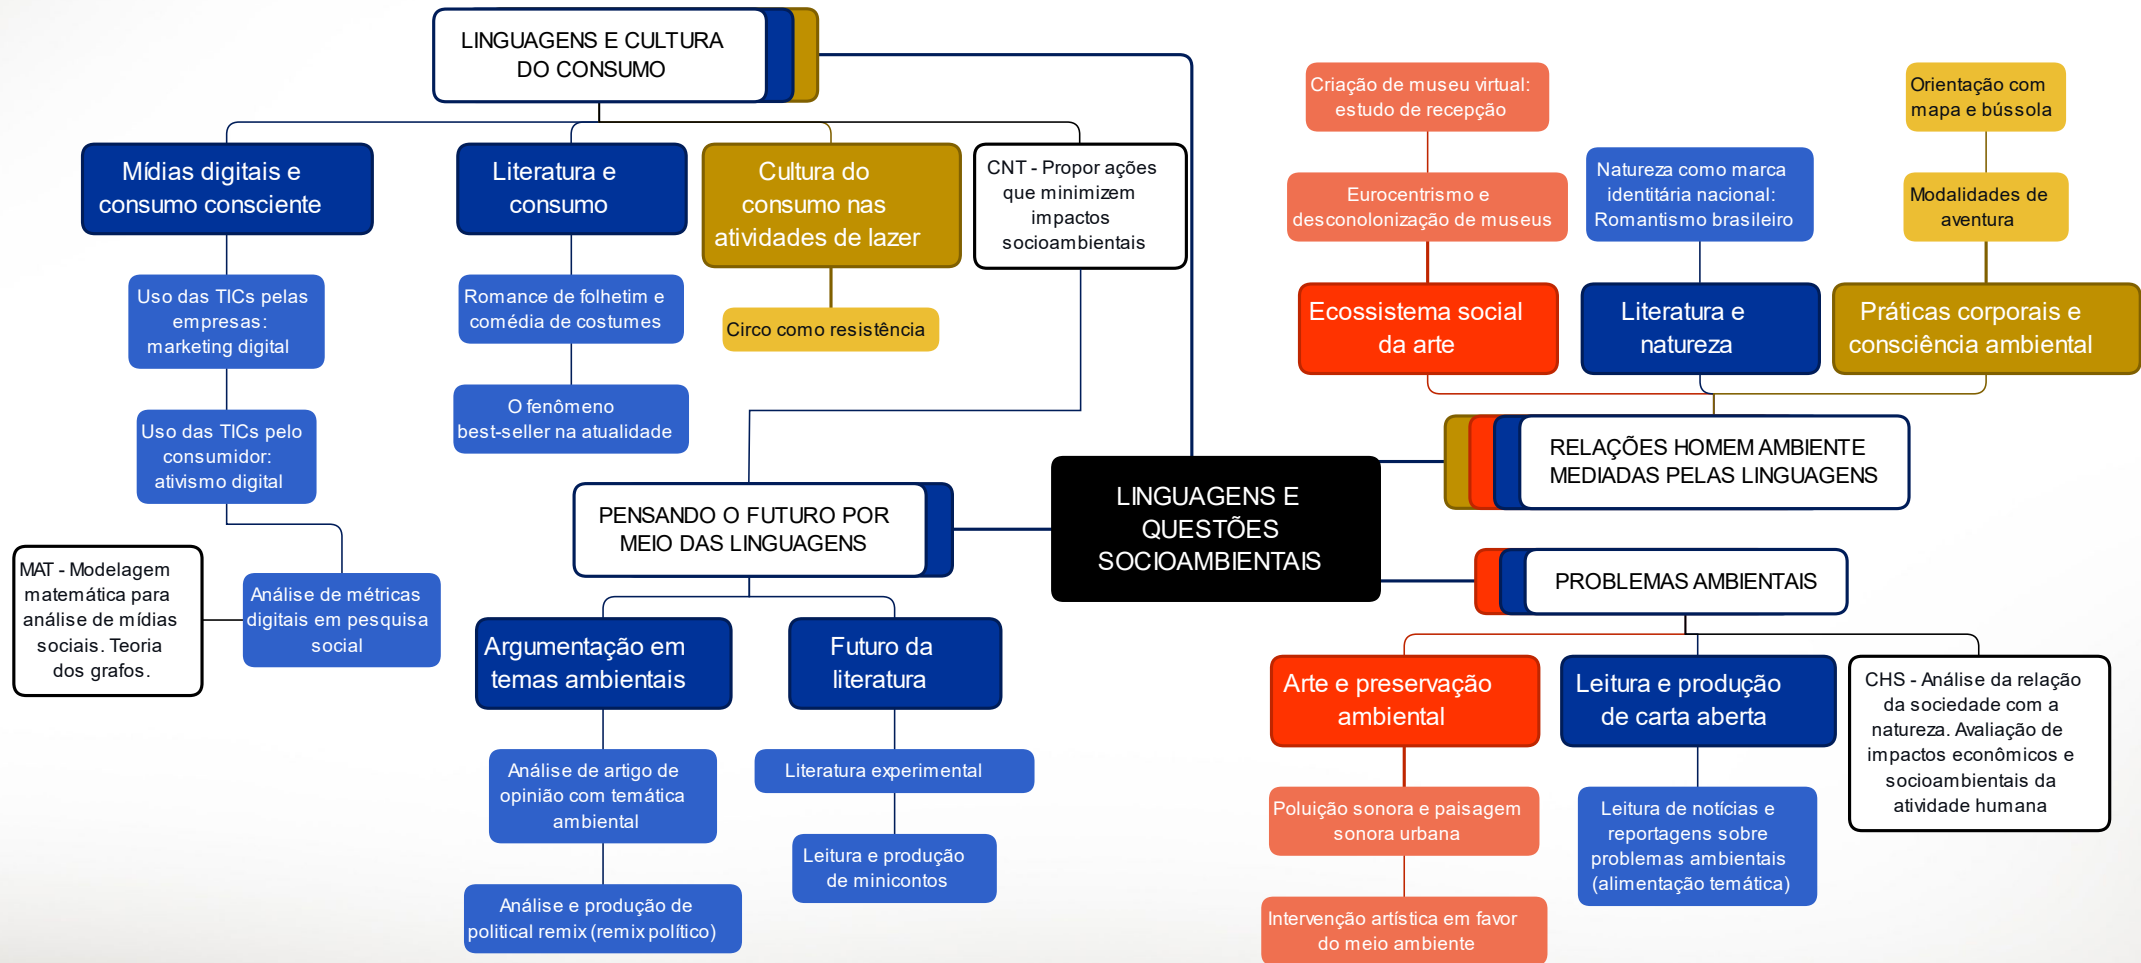 LINGUAGENS E CULTURA
DO CONSUMO
Mídias digitais e
consumo consciente
Uso das TICs pelas
empresas:
marketing digital
Uso das TICs pelo
consumidor:
ativismo digital
Análise de métricas
digitais em pesquisa
social
MAT - Modelagem
matemática para
análise de mídias
sociais. Teoria
dos grafos.
Literatura e
consumo
Romance de folhetim e
comédia de costumes
O fenômeno
best-seller na atualidade
Cultura do
consumo nas
atividades de lazer
Circo como resistência
CNT - Propor ações
que minimizem
impactos
socioambientais
PENSANDO O FUTURO POR
MEIO DAS LINGUAGENS
Argumentação em
temas ambientais
Análise de artigo de
opinião com temática
ambiental
Análise e produção de
political remix (remix político)
Futuro da
literatura
Literatura experimental
Leitura e produção
de minicontos
LINGUAGENS E
QUESTÕES
SOCIOAMBIENTAIS
Criação de museu virtual:
estudo de recepção
Eurocentrismo e
desconolonização de museus
Ecossistema social
da arte
Natureza como marca
identitária nacional:
Romantismo brasileiro
Literatura e
natureza
Orientação com
mapa e bússola
Modalidades de
aventura
Práticas corporais e
consciência ambiental
RELAÇÕES HOMEM AMBIENTE
MEDIADAS PELAS LINGUAGENS
PROBLEMAS AMBIENTAIS
Arte e preservação
ambiental
Poluição sonora e paisagem
sonora urbana
Intervenção artística em favor
do meio ambiente
Leitura e produção
de carta aberta
Leitura de notícias e
reportagens sobre
problemas ambientais
(alimentação temática)
CHS - Análise da relação
da sociedade com a
natureza. Avaliação de
impactos econômicos e
socioambientais da
atividade humana